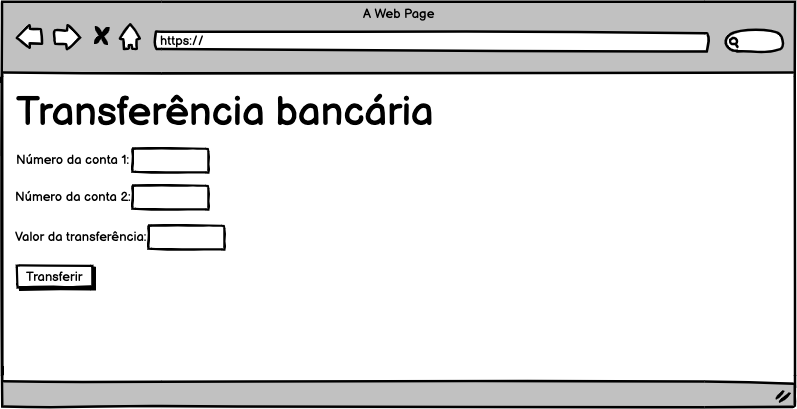 A Web Page
https://
Transferência bancária
Número da conta 1:
Número da conta 2:
Valor da transferência:
Transferir